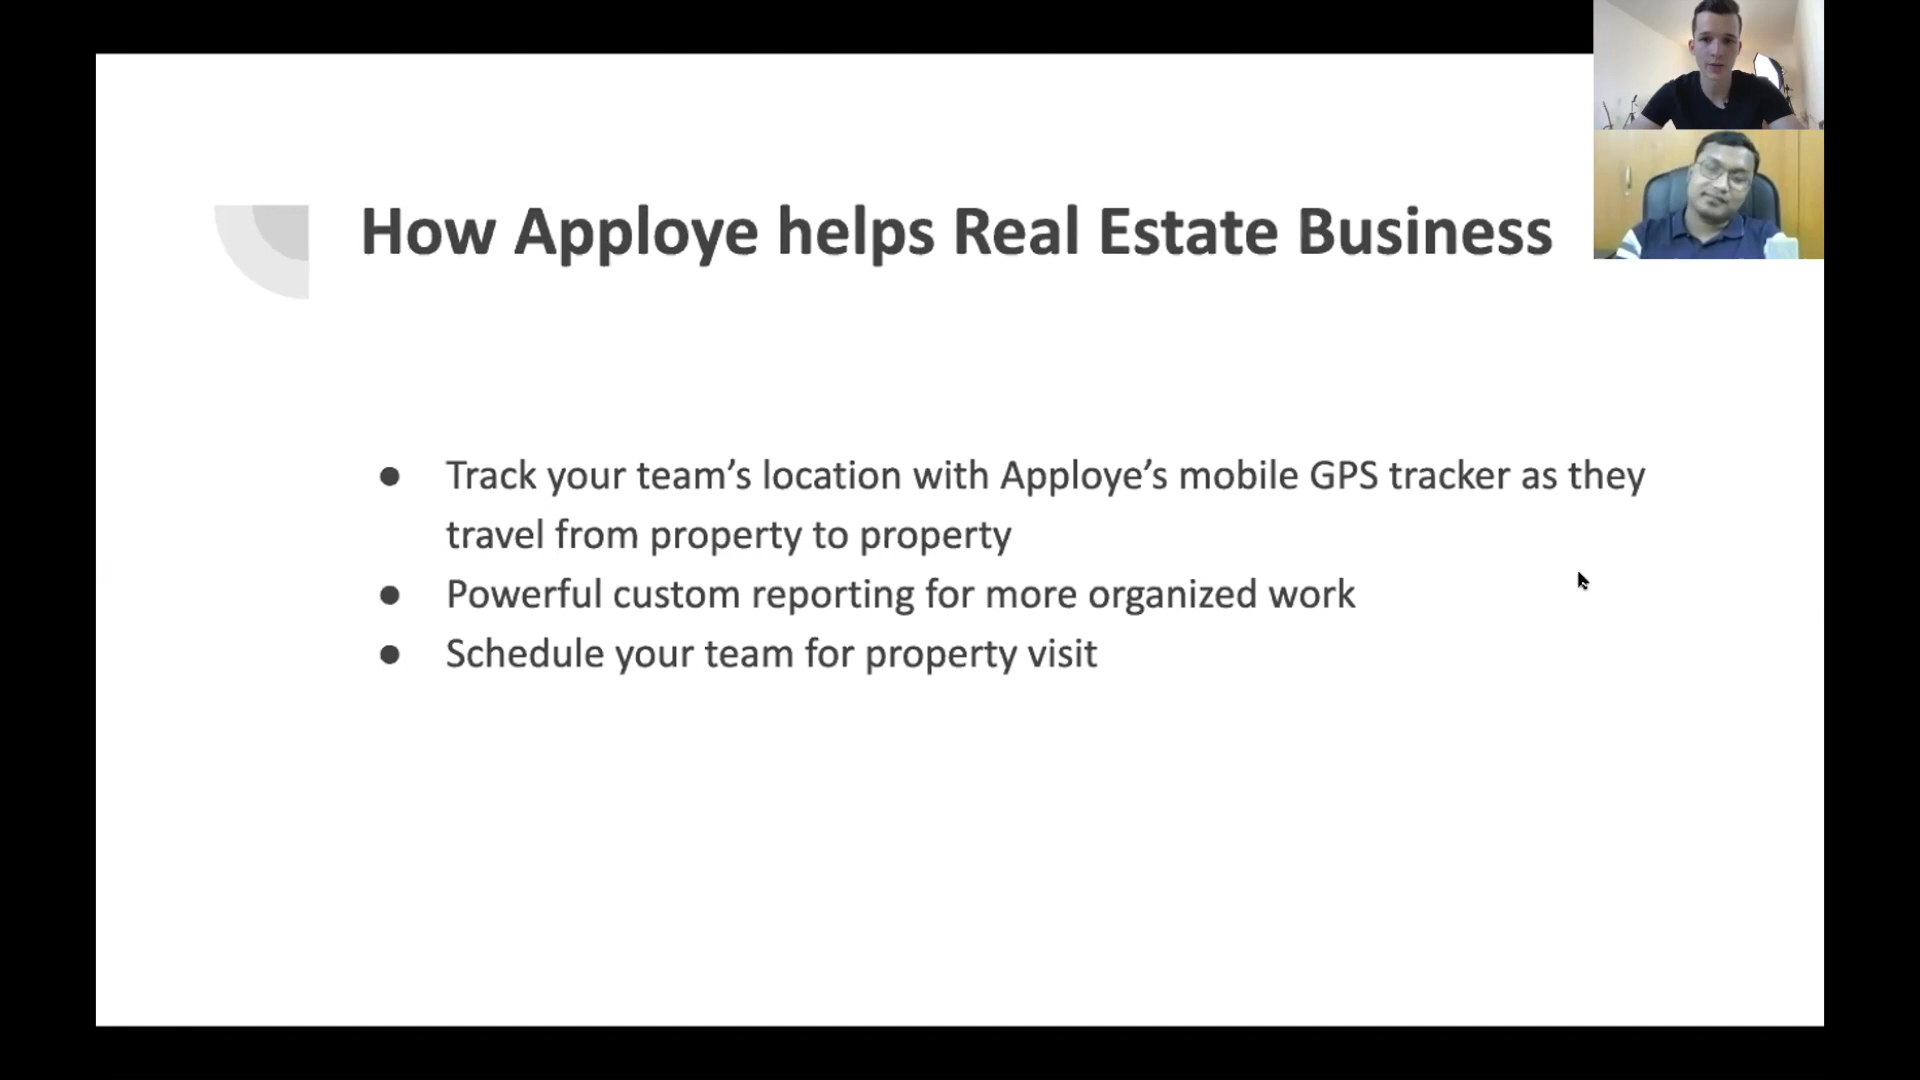 How Apploye helps Real Estate Business
● Track your team’s location with Apploye’s mobile GPS tracker as they
travel from property to property
● Powerful custom reporting for more organized work
● Schedule your team for property visit